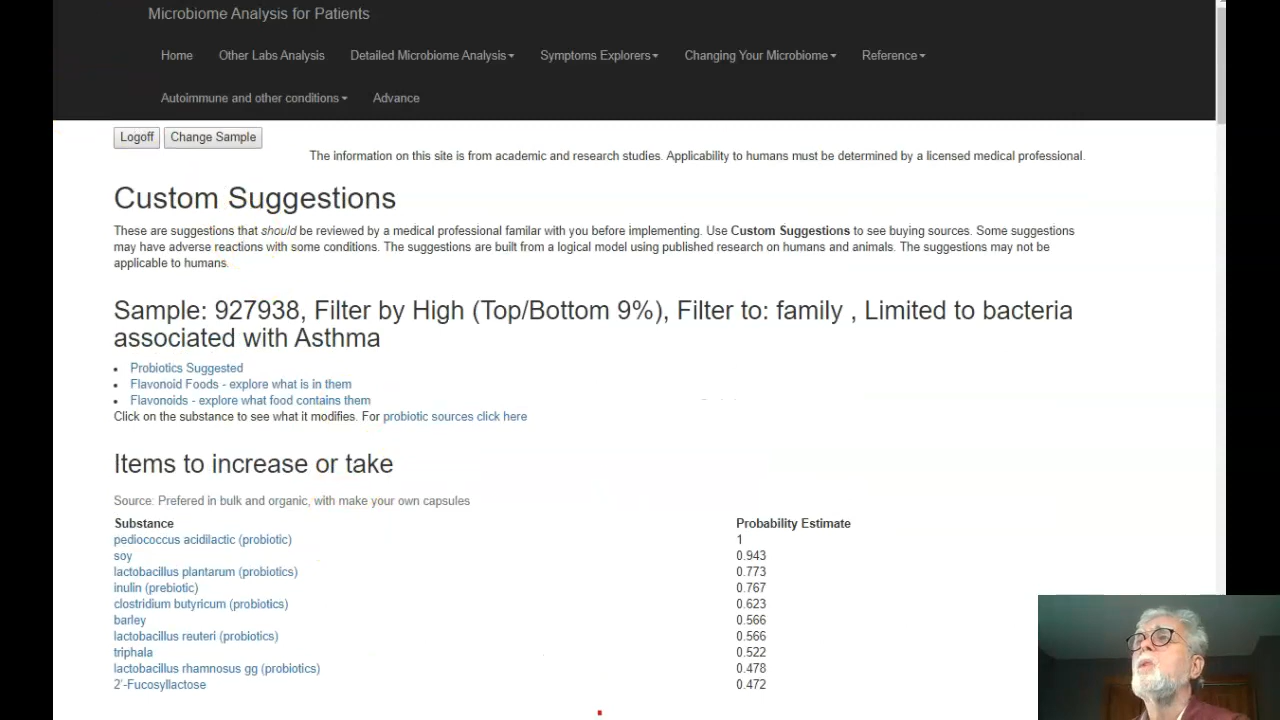 Microbiome Analysis for Patients
Home Other Labs Analysis Detailed Microbiome Analysis Symptoms Explorers Changing Your Microbiome Reference
Autoimmune and other conditions Advance
Logoff Change Sample
The information on this site is from academic and research studies. Applicability to humans must be determined by a licensed medical professional.
Custom Suggestions
These are suggestions that should be reviewed by a medical professional familar with you before implementing. Use Custom Suggestions to see buying sources. Some suggestions
may have adverse reactions with some conditions. The suggestions are built from a logical model using published research on humans and animals. The suggestions may not be
applicable to humans.
Sample: 927938, Filter by High (Top/Bottom 9%), Filter to: family , Limited to bacteria
associated with Asthma
• Probiotics Suggested
• Flavonoid Foods - explore what is in them
• Flavonoids - explore what food contains them
Click on the substance to see what it modifies. For probiotic sources click here
Items to increase or take
Source: Prefered in bulk and organic, with make your own capsules
Substance Probability Estimate
pediococcus acidilactic (probiotic) 1
soy 0.943
lactobacillus plantarum (probiotics) 0.773
inulin (prebiotic) 0.767
clostridium butyricum (probiotics) 0.623
barley 0.566
lactobacillus reuteri (probiotics) 0.566
triphala 0.522
lactobacillus rhamnosus gg (probiotics) 0.478
2'-Fucosyllactose 0.472